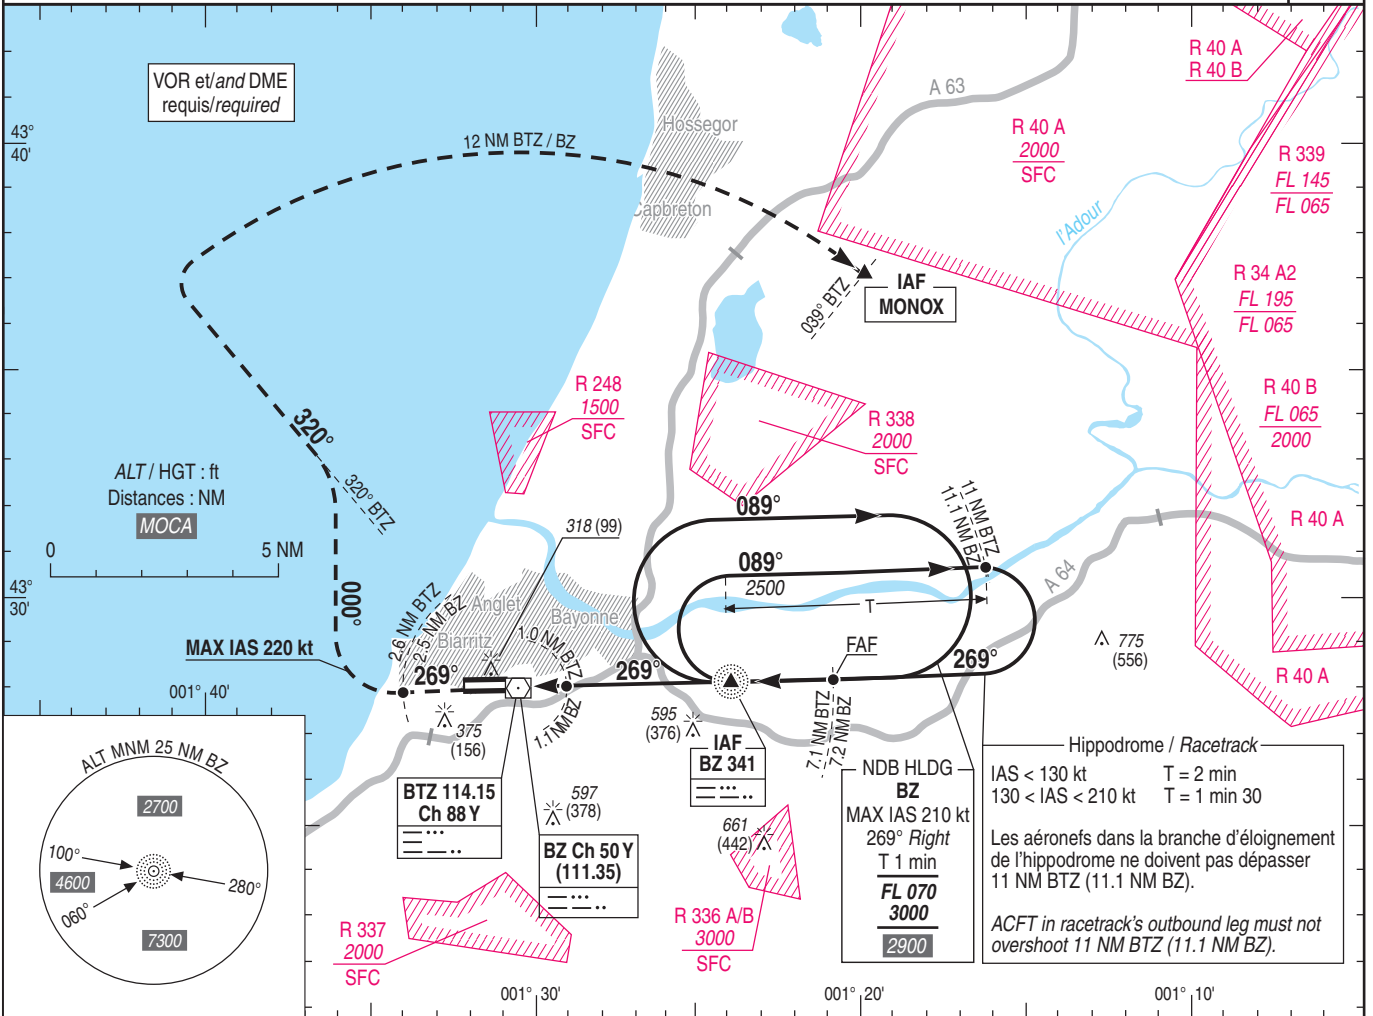 VOR et/and DME
requis/required
43°
40'
12 NM BTZ / BZ
Hossegor
Capbreton
A 63
R 40 A
R 40 B
R 40 A
2000
SFC
R 339
FL 145
FL 065
l'Adour
039° BTZ
IAF
MONOX
R 34 A2
FL 195
FL 065
R 248
1500
SFC
R 338
2000
SFC
R 40 B
FL 065
2000
R 40 A
R 40 A
320°
320° BTZ
ALT / HGT : ft
Distances : NM
MOCA
0
5 NM
43°
30'
000°
318 (99)
089°
089°
2500
T
11 NM BTZ
11.1 NM BZ
A 64
Anglet
Biarritz
Bayonne
2.6 NM BTZ
2.5 NM BZ
1.0 NM BTZ
1.1 NM BZ
MAX IAS 220 kt
269°
269°
269°
FAF
7.1 NM BTZ
7.2 NM BZ
775
(556)
001° 40'
375
(156)
595
(376)
IAF
BZ 341
ALT MNM 25 NM BZ
2700
100°
4600
060°
280°
7300
BTZ 114.15
Ch 88 Y
597
(378)
BZ Ch 50 Y
(111.35)
661
(442)
NDB HLDG
BZ
MAX IAS 210 kt
269° Right
T 1 min
FL 070
3000
2900
Hippodrome / Racetrack
IAS < 130 kt T = 2 min
130 < IAS < 210 kt T = 1 min 30
Les aéronefs dans la branche d'éloignement
de l'hippodrome ne doivent pas dépasser
11 NM BTZ (11.1 NM BZ).
ACFT in racetrack's outbound leg must not
overshoot 11 NM BTZ (11.1 NM BZ).
R 337
2000
SFC
R 336 A/B
3000
SFC
001° 30'
001° 20'
001° 10'